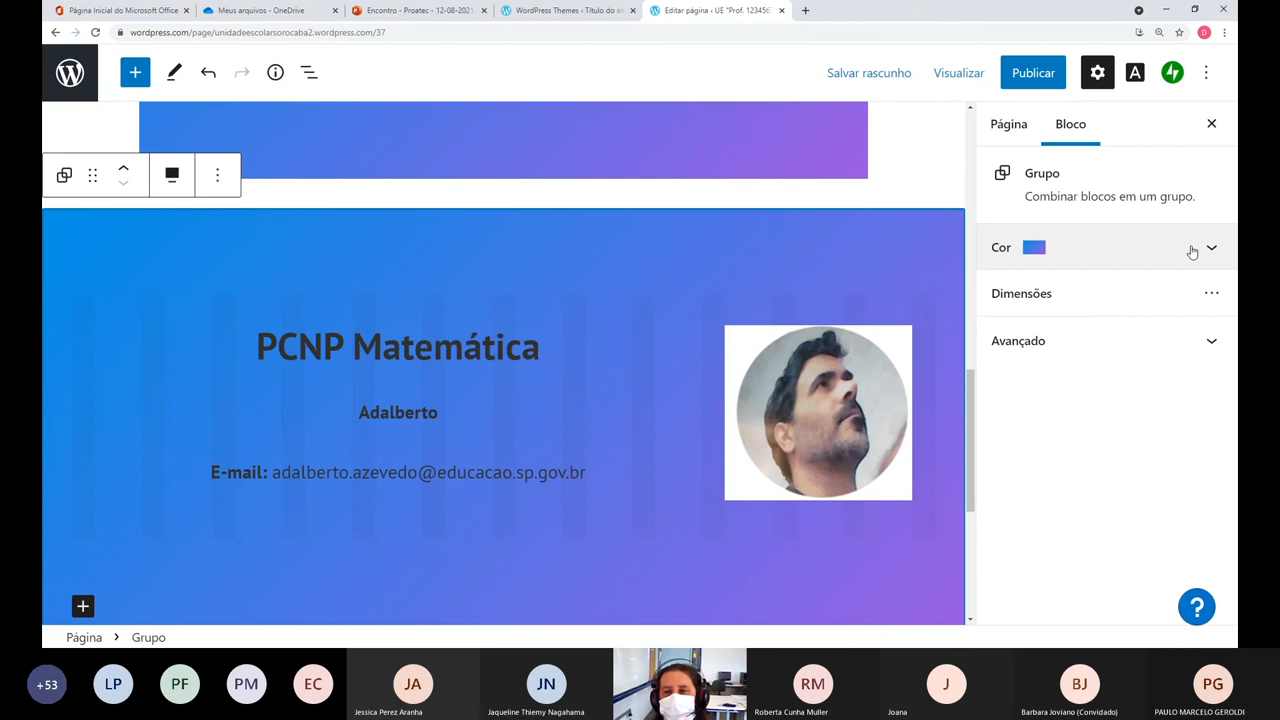 Página Inicial do Microsoft Office
Meus arquivos - OneDrive
Encontro - Proatec - 12-08-2021
WordPress Themes ‹ Título do si
Editar página ‹ UE "Prof. 123456
D
wordpress.com/page/unidadeescolarsorocaba2.wordpress.com/37
Salvar rascunho
Visualizar
Publicar
A
Página
Bloco
Grupo
Combinar blocos em um grupo.
Cor
Dimensões
Avançado
PCNP Matemática
Adalberto
E-mail: adalberto.azevedo@educacao.sp.gov.br
Página
Grupo
+53
LP
PF
PM
EC
JA
Jessica Perez Aranha
JN
Jaqueline Thiemy Nagahama
RM
Roberta Cunha Muller
J
Joana
BJ
Barbara Joviano (Convidado)
PG
PAULO MARCELO GEROLDI